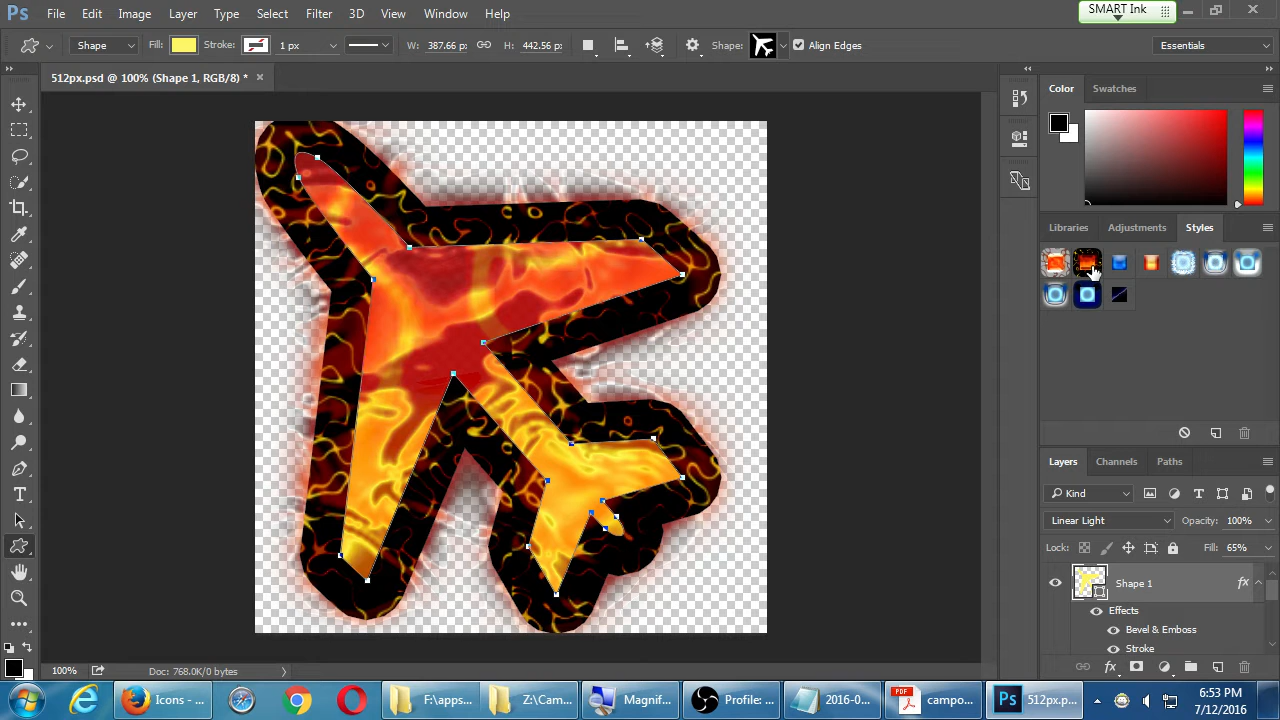 Ps File Edit Image Layer Type Select Filter 3D View Window Help
SMART Ink
Shape Fill: Stroke: 1 px W: 387.66 p: H: 442.56 p: Shape: Align Edges Essentials
512px.psd @ 100% (Shape 1, RGB/8) * ×
Color Swatches
Libraries Adjustments Styles
Layers Channels Paths
Kind
Linear Light Opacity: 100%
Lock: Fill: 65%
Shape 1 fx
Effects
Bevel & Emboss
Stroke
100% Doc: 768.0K/0 bytes
fx
Icons - ... F:\apps... Z:\Cam... Magnif... Profile: ... 2016-0... PDF campo... Ps 512px.p...
6:53 PM
7/12/2016